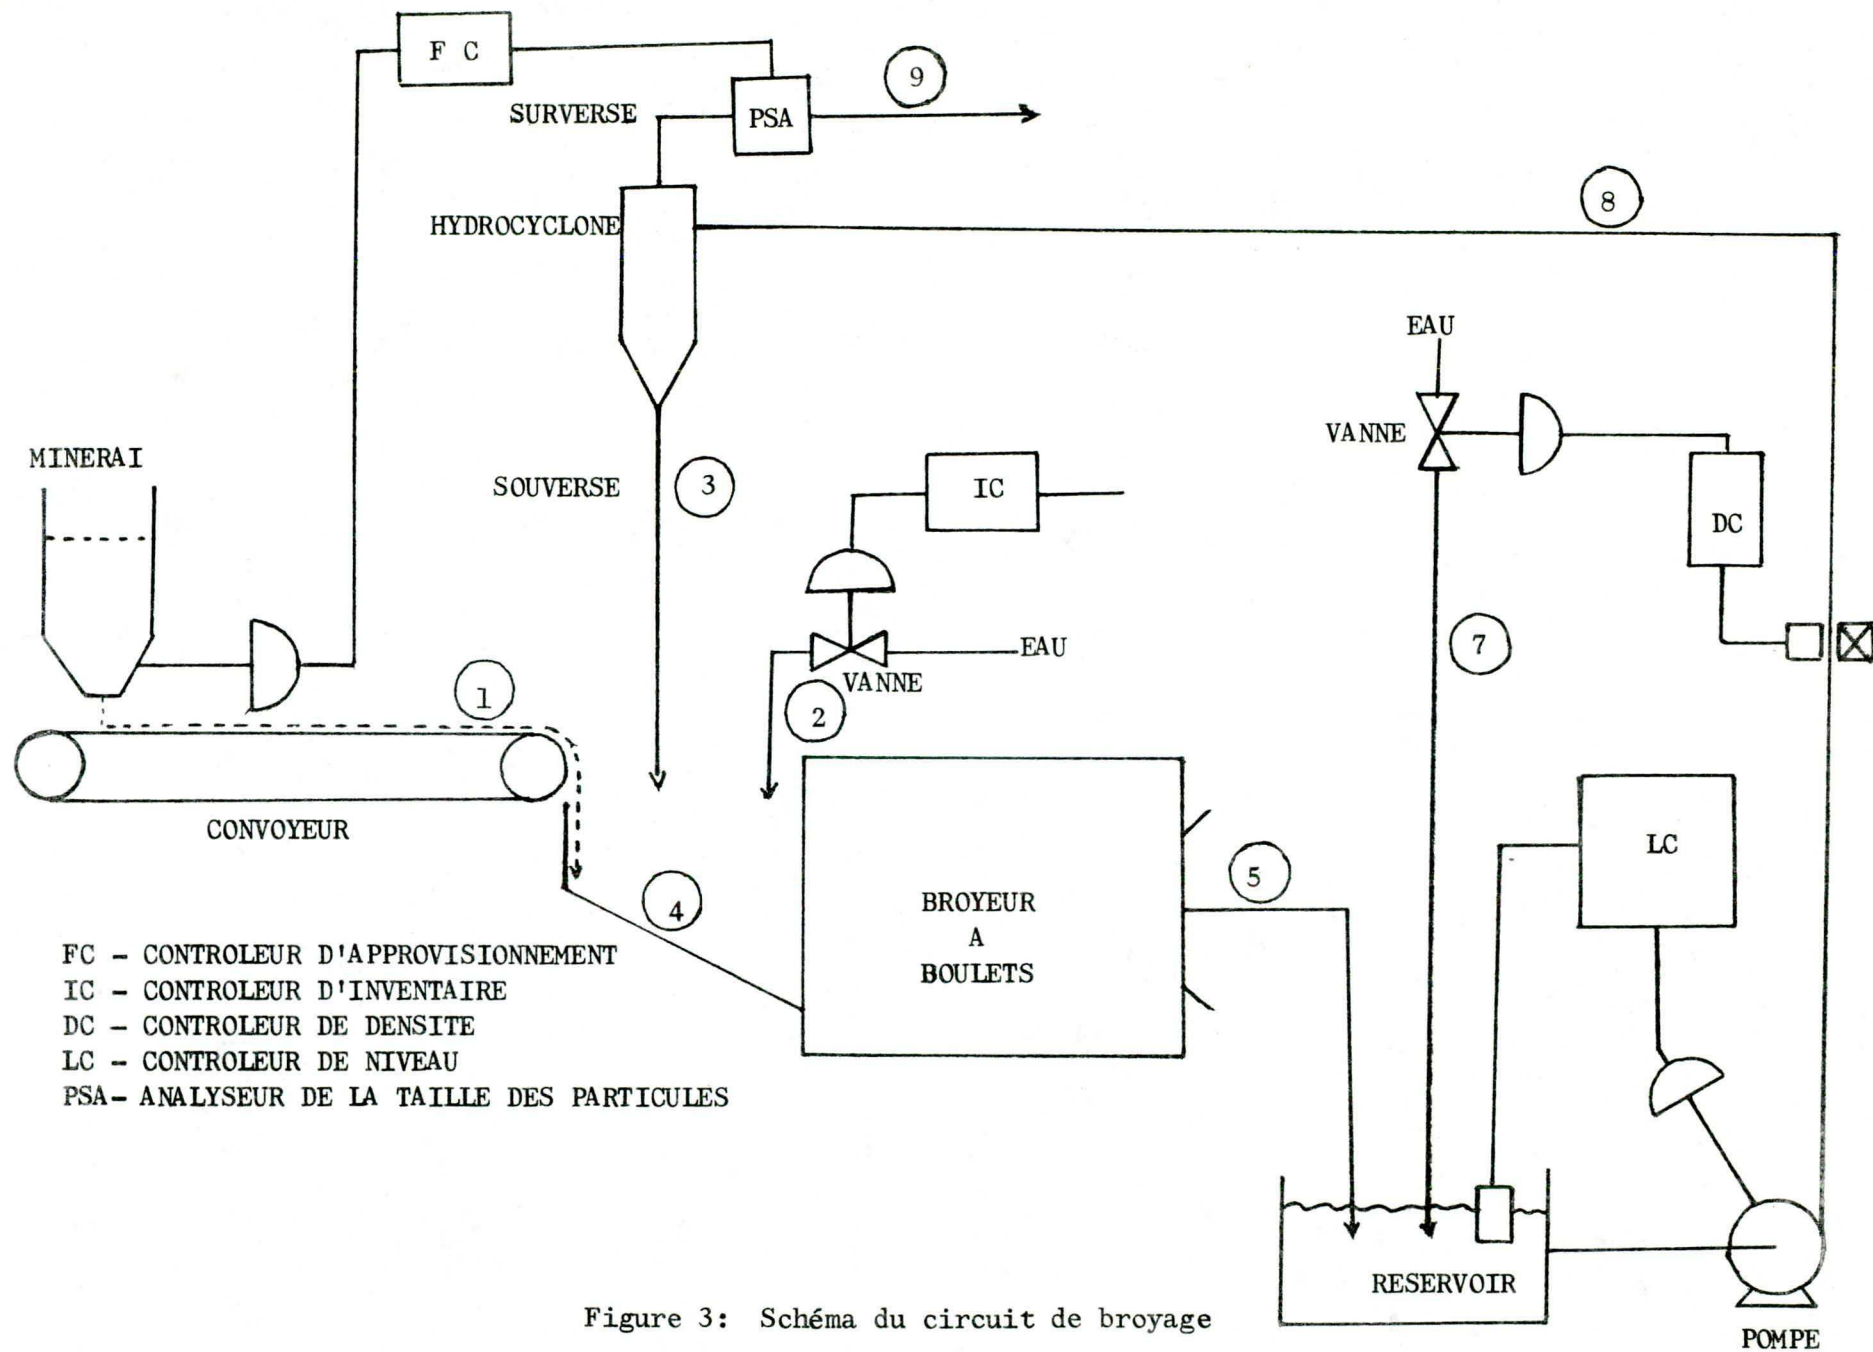 F C
9
SURVERSE
PSA
8
HYDROCYCLONE
EAU
VANNE
MINERAI
SOUVERSE
3
IC
DC
EAU
7
1
VANNE
2
CONVOYEUR
LC
5
4
BROYEUR
A
BOULETS
FC - CONTROLEUR D'APPROVISIONNEMENT
IC - CONTROLEUR D'INVENTAIRE
DC - CONTROLEUR DE DENSITE
LC - CONTROLEUR DE NIVEAU
PSA- ANALYSEUR DE LA TAILLE DES PARTICULES
RESERVOIR
Figure 3: Schéma du circuit de broyage
POMPE